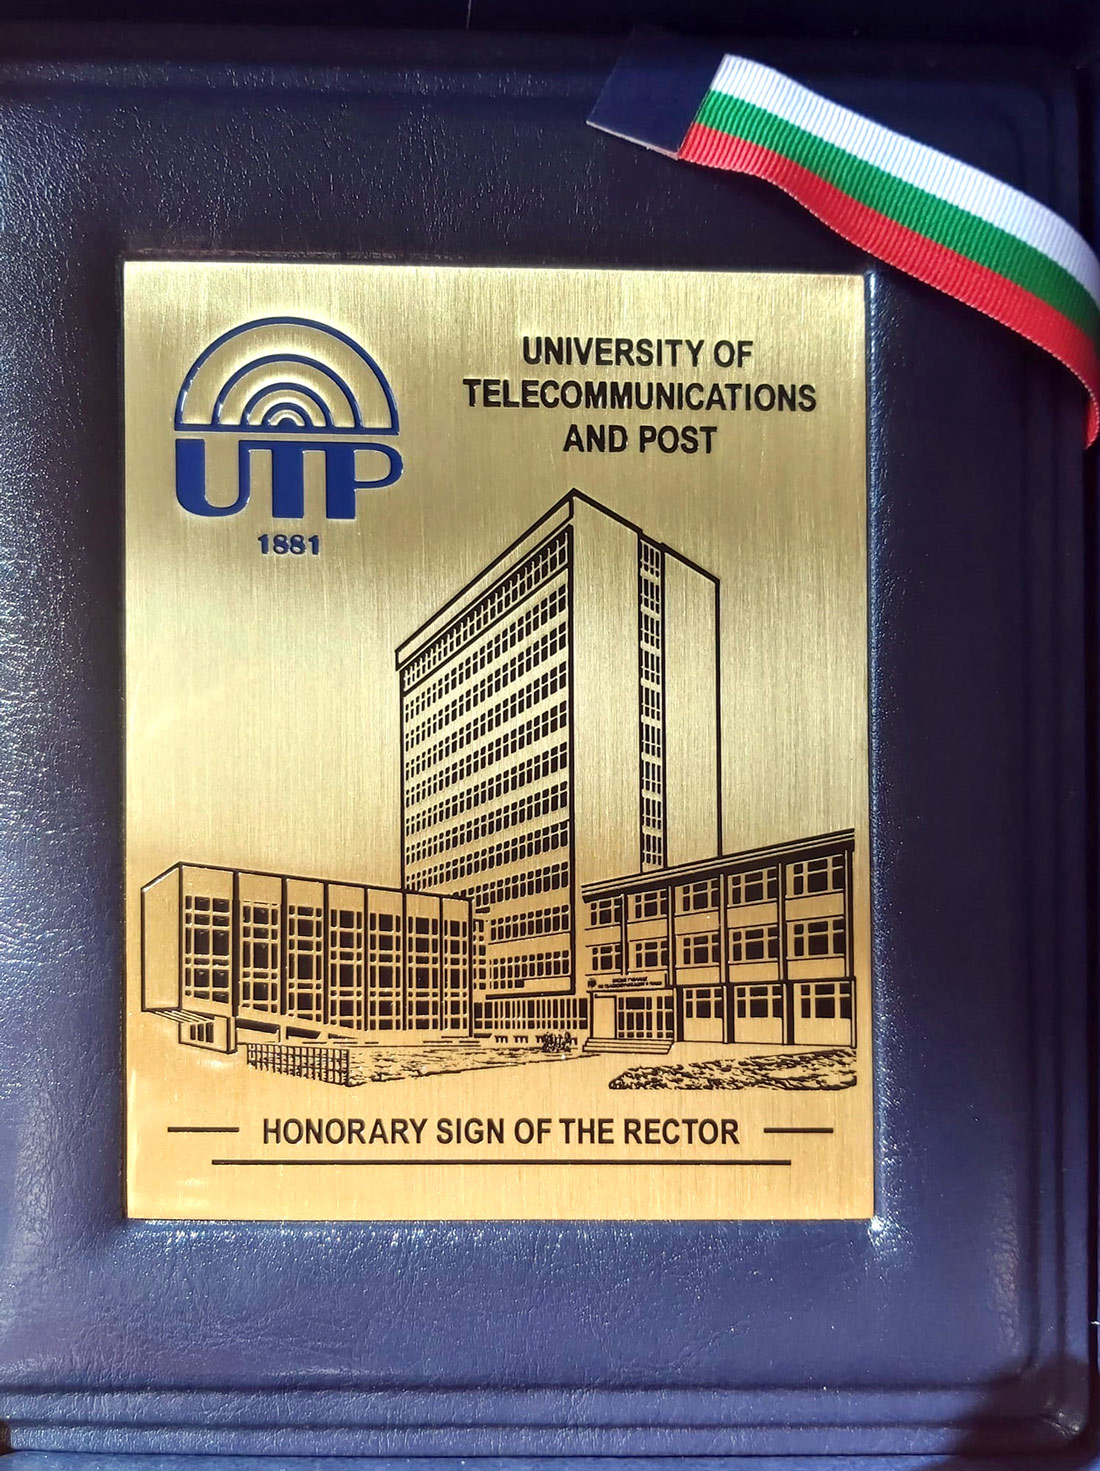 UTP
1881
UNIVERSITY OF
TELECOMMUNICATIONS
AND POST
HONORARY SIGN OF THE RECTOR